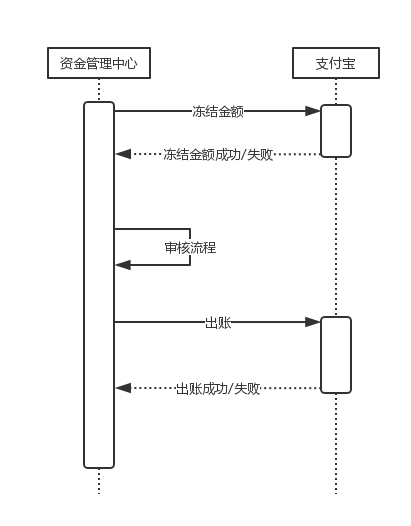 资金管理中心
支付宝
冻结金额
冻结金额成功/失败
审核流程
出账
出账成功/失败